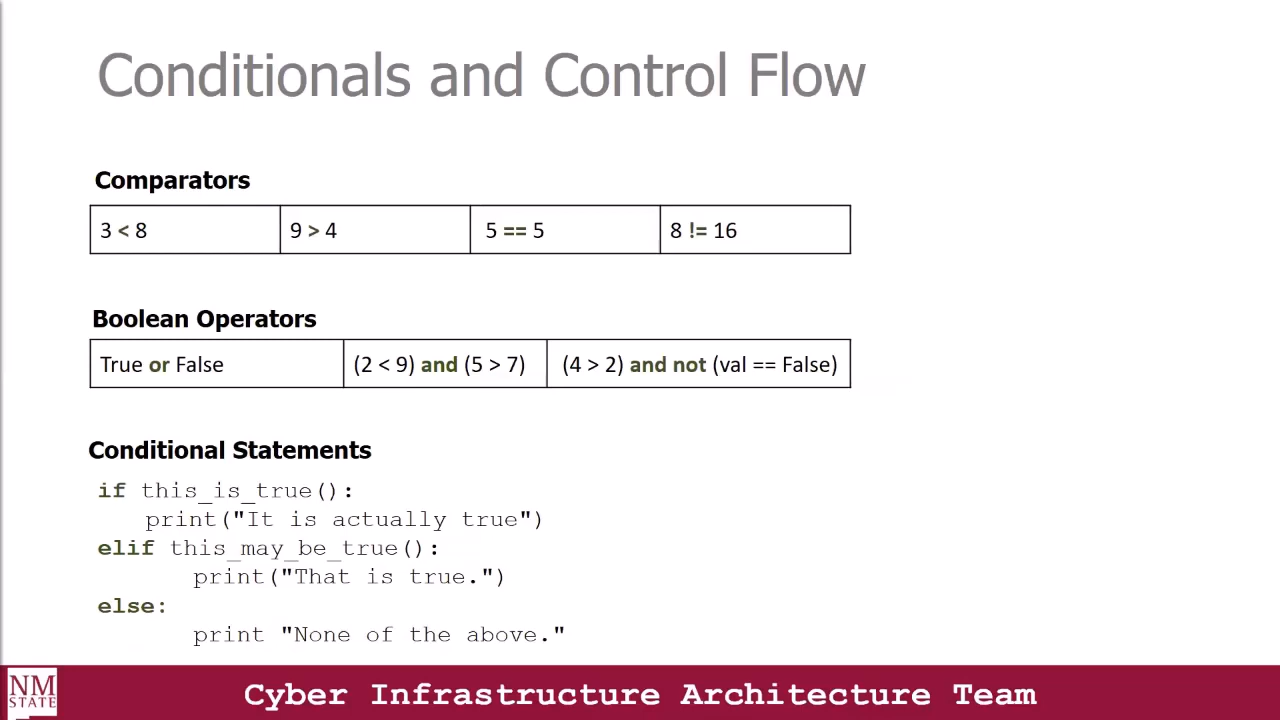 Conditionals and Control Flow
Comparators
3 < 8 9 > 4 5 == 5 8 != 16
Boolean Operators
True or False (2 < 9) and (5 > 7) (4 > 2) and not (val == False)
Conditional Statements
if this_is_true():
print("It is actually true")
elif this_may_be_true():
print("That is true.")
else:
print "None of the above."
NM
STATE
Cyber Infrastructure Architecture Team